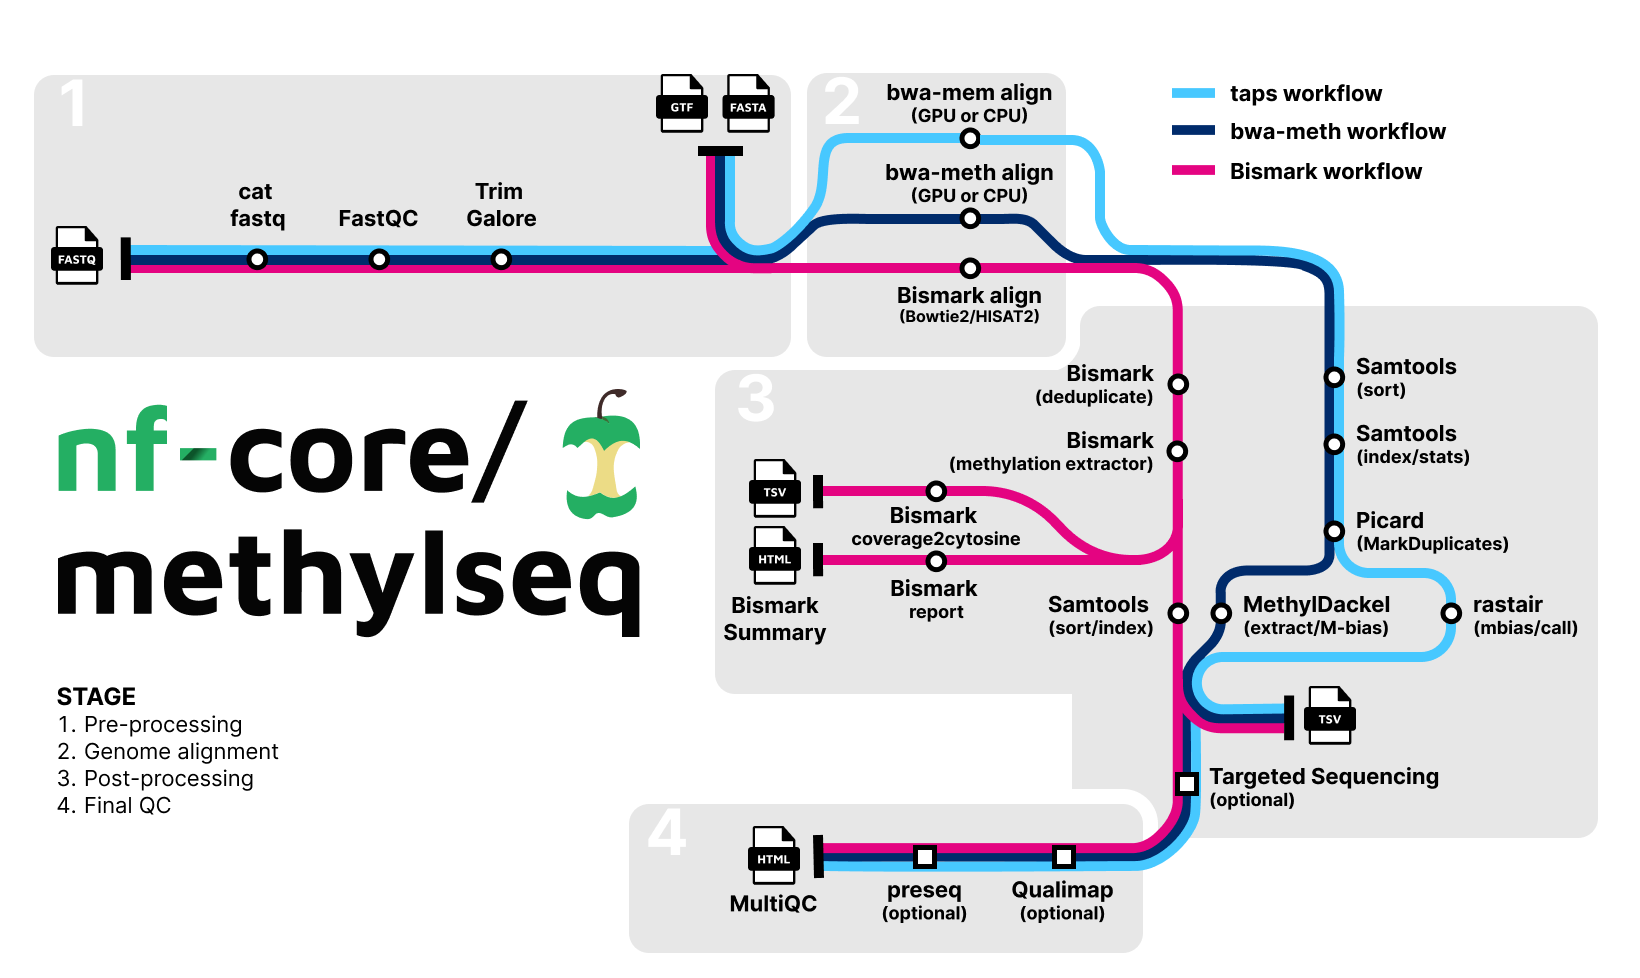 1
GTF
FASTA
cat
fastq
FastQC
Trim
Galore
FASTQ
2
bwa-mem align
(GPU or CPU)
bwa-meth align
(GPU or CPU)
Bismark align
(Bowtie2/HISAT2)
taps workflow
bwa-meth workflow
Bismark workflow
nf-core/
methylseq
STAGE
1. Pre-processing
2. Genome alignment
3. Post-processing
4. Final QC
3
Bismark
(deduplicate)
Bismark
(methylation extractor)
TSV
Bismark
coverage2cytosine
HTML
Bismark
report
Bismark
Summary
Samtools
(sort/index)
Samtools
(sort)
Samtools
(index/stats)
Picard
(MarkDuplicates)
MethylDackel
(extract/M-bias)
rastair
(mbias/call)
TSV
Targeted Sequencing
(optional)
4
HTML
MultiQC
preseq
(optional)
Qualimap
(optional)